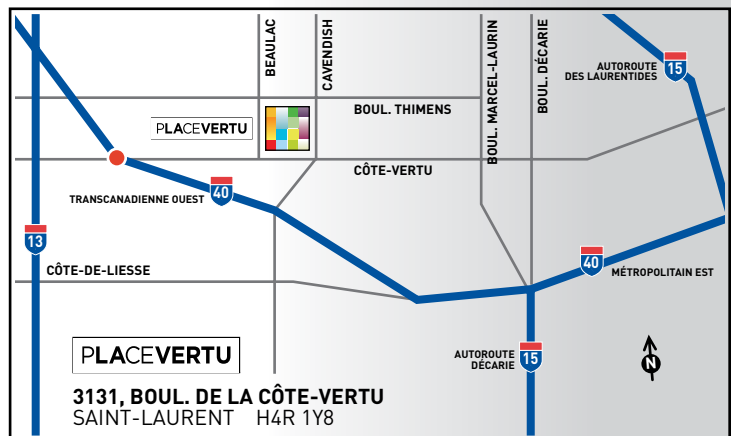 BEAULAC
CAVENDISH
BOUL. MARCEL-LAURIN
BOUL. DÉCARIE
AUTOROUTE
DES LAURENTIDES
15
BOUL. THIMENS
PLACEVERTU
CÔTE-VERTU
TRANSCANADIENNE OUEST
40
13
CÔTE-DE-LIESSE
40
MÉTROPOLITAIN EST
PLACEVERTU
AUTOROUTE
DÉCARIE
15
N
3131, BOUL. DE LA CÔTE-VERTU
SAINT-LAURENT H4R 1Y8